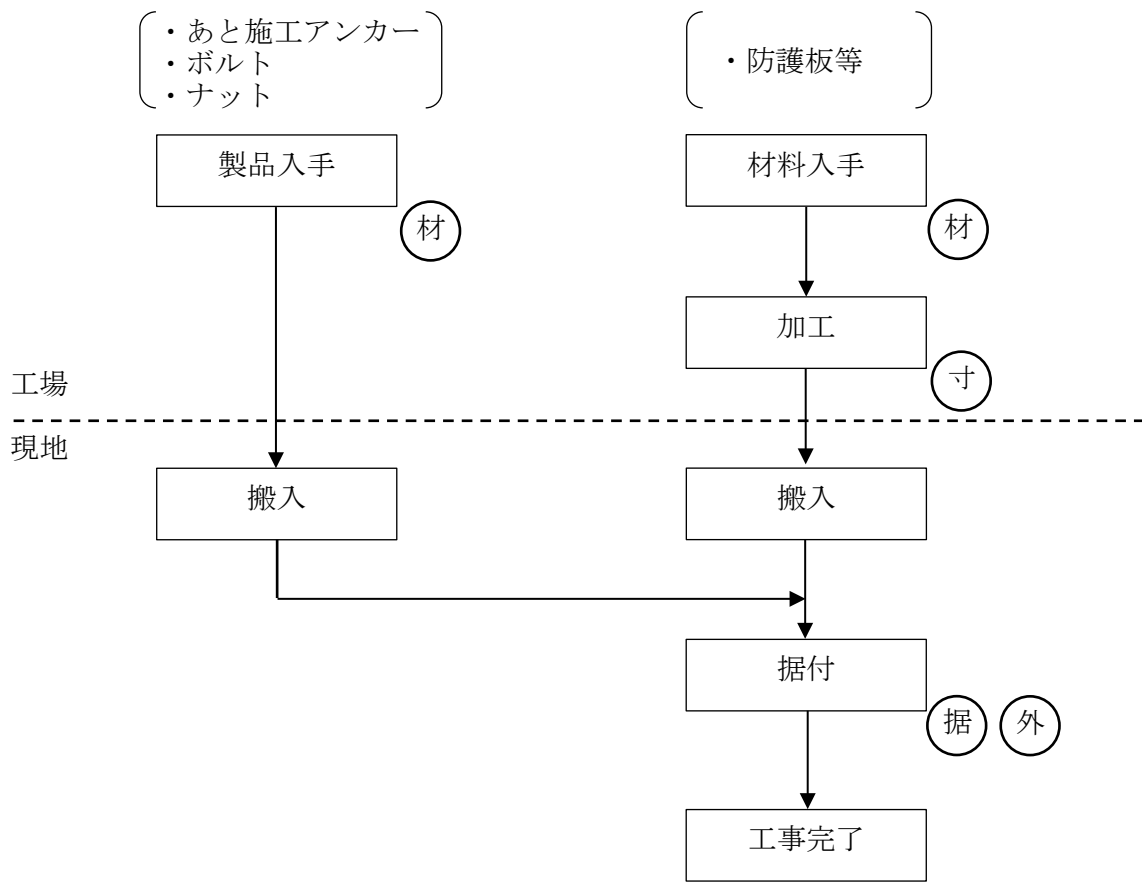 ・あと施工アンカー
・ボルト
・ナット
・防護板等
製品入手
材料入手
材
材
加工
寸
工場
現地
搬入
搬入
据付
据
外
工事完了